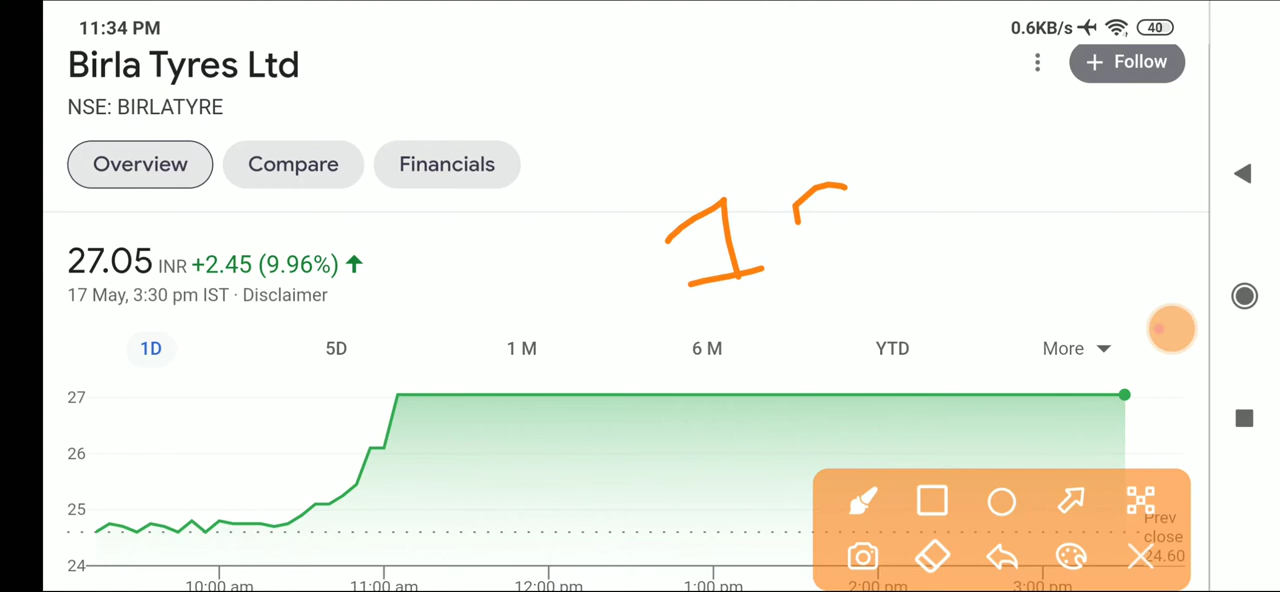 11:34 PM 0.6KB/s 40
Birla Tyres Ltd
+ Follow
NSE: BIRLATYRE
Overview Compare Financials
1
27.05 INR +2.45 (9.96%)
17 May, 3:30 pm IST · Disclaimer
1D 5D 1 M 6 M YTD More
27
26
25
Prev
close
24.60
24
10:00 am 11:00 am 12:00 pm 1:00 pm 2:00 pm 3:00 pm